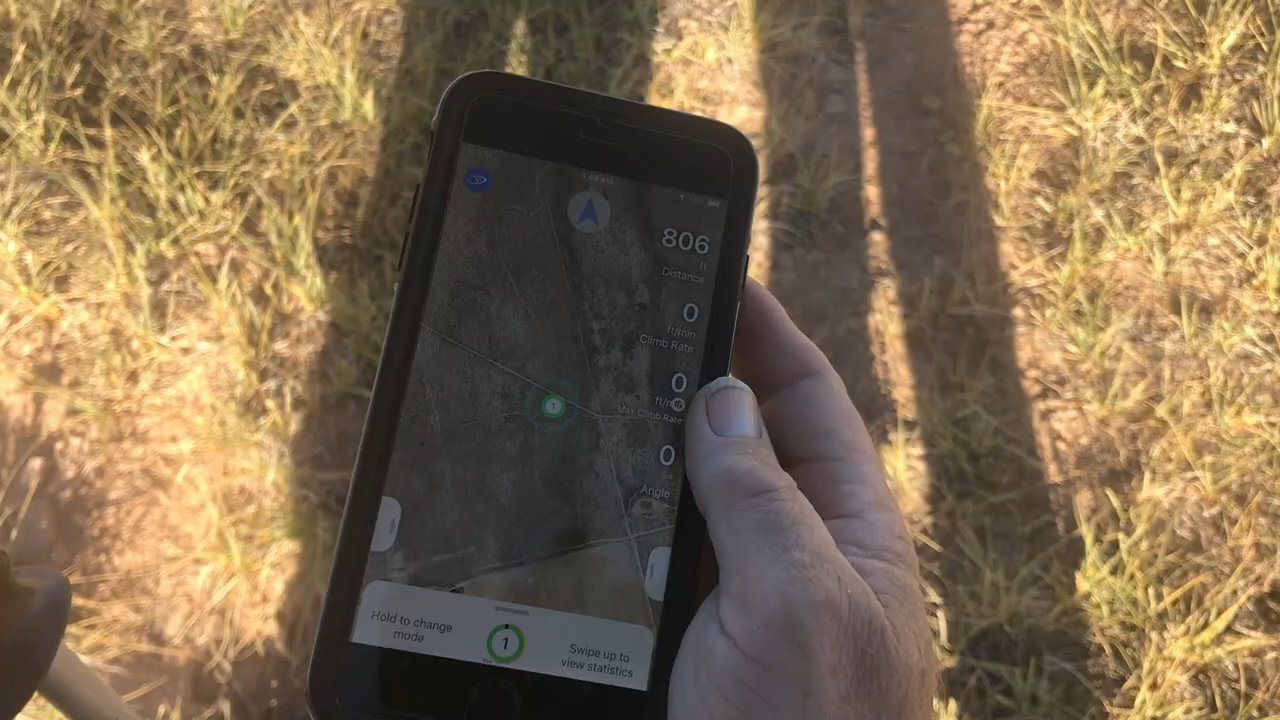 806
ft
Distance
0
ft/min
Climb Rate
0
Max Climb Rate
0
Angle
1
Hold to change
mode
1
Swipe up to
view statistics